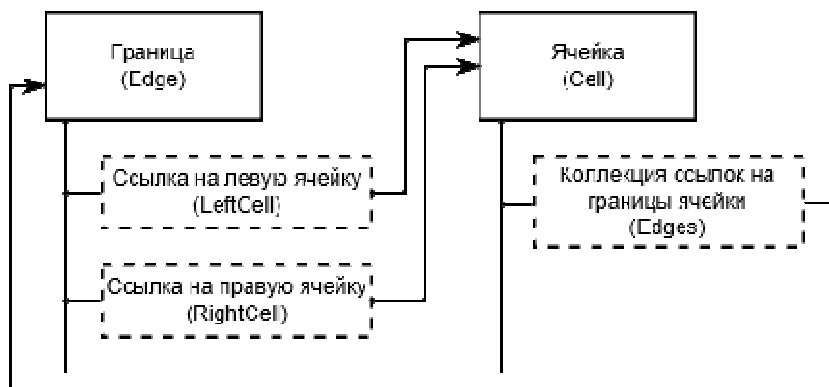 Граница
(Edge)
Ячейка
(Cell)
Ссылка на левую ячейку
(LeftCell)
Коллекция ссылок на
границы ячейки
(Edges)
Ссылка на правую ячейку
(RightCell)